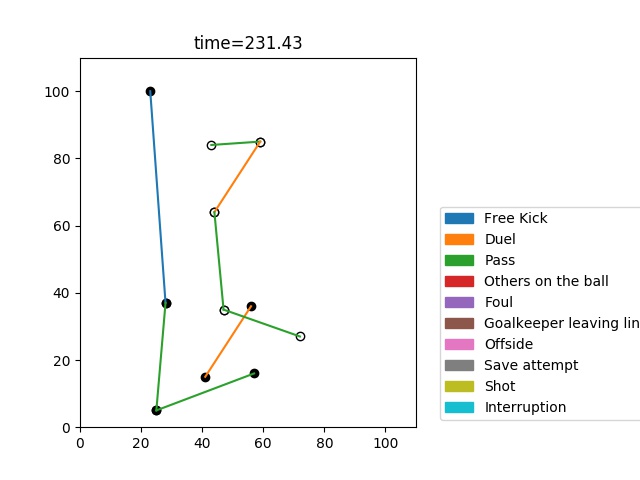 time=231.43
100
80
60
40
20
0
0 20 40 60 80 100
Free Kick
Duel
Pass
Others on the ball
Foul
Goalkeeper leaving lin
Offside
Save attempt
Shot
Interruption